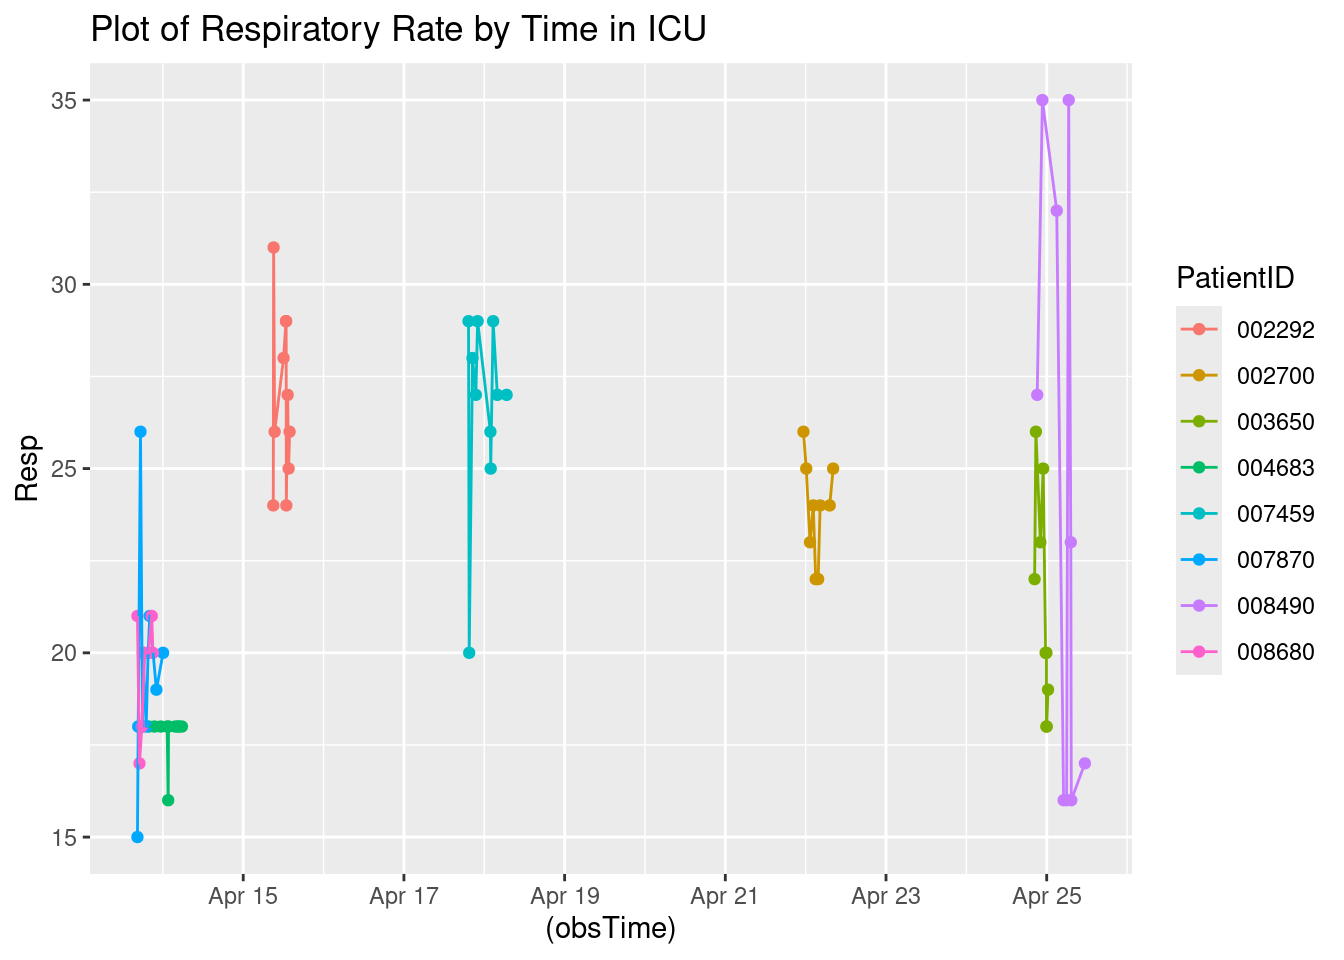 Plot of Respiratory Rate by Time in ICU
35
30
25
20
15
Resp
Apr 15
Apr 17
Apr 19
Apr 21
Apr 23
Apr 25
(obsTime)
PatientID
002292
002700
003650
004683
007459
007870
008490
008680